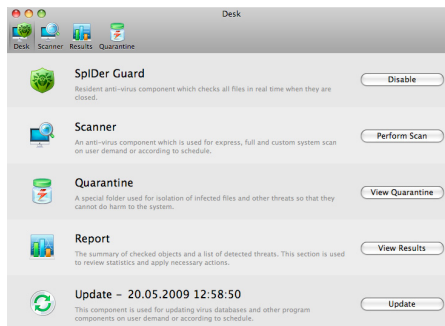 Desk
Desk Scanner Results Quarantine
SpIDer Guard
Disable
Resident anti-virus component which checks all files in real time when they are
closed.
Scanner
Perform Scan
An anti-virus component which is used for express, full and custom system scan
on user demand or according to schedule.
Quarantine
View Quarantine
A special folder used for isolation of infected files and other threats so that they
cannot do harm to the system.
Report
View Results
The summary of checked objects and a list of detected threats. This section is used
to review statistics and apply necessary actions.
Update – 20.05.2009 12:58:50
Update
This component is used for updating virus databases and other program
components on user demand or according to schedule.